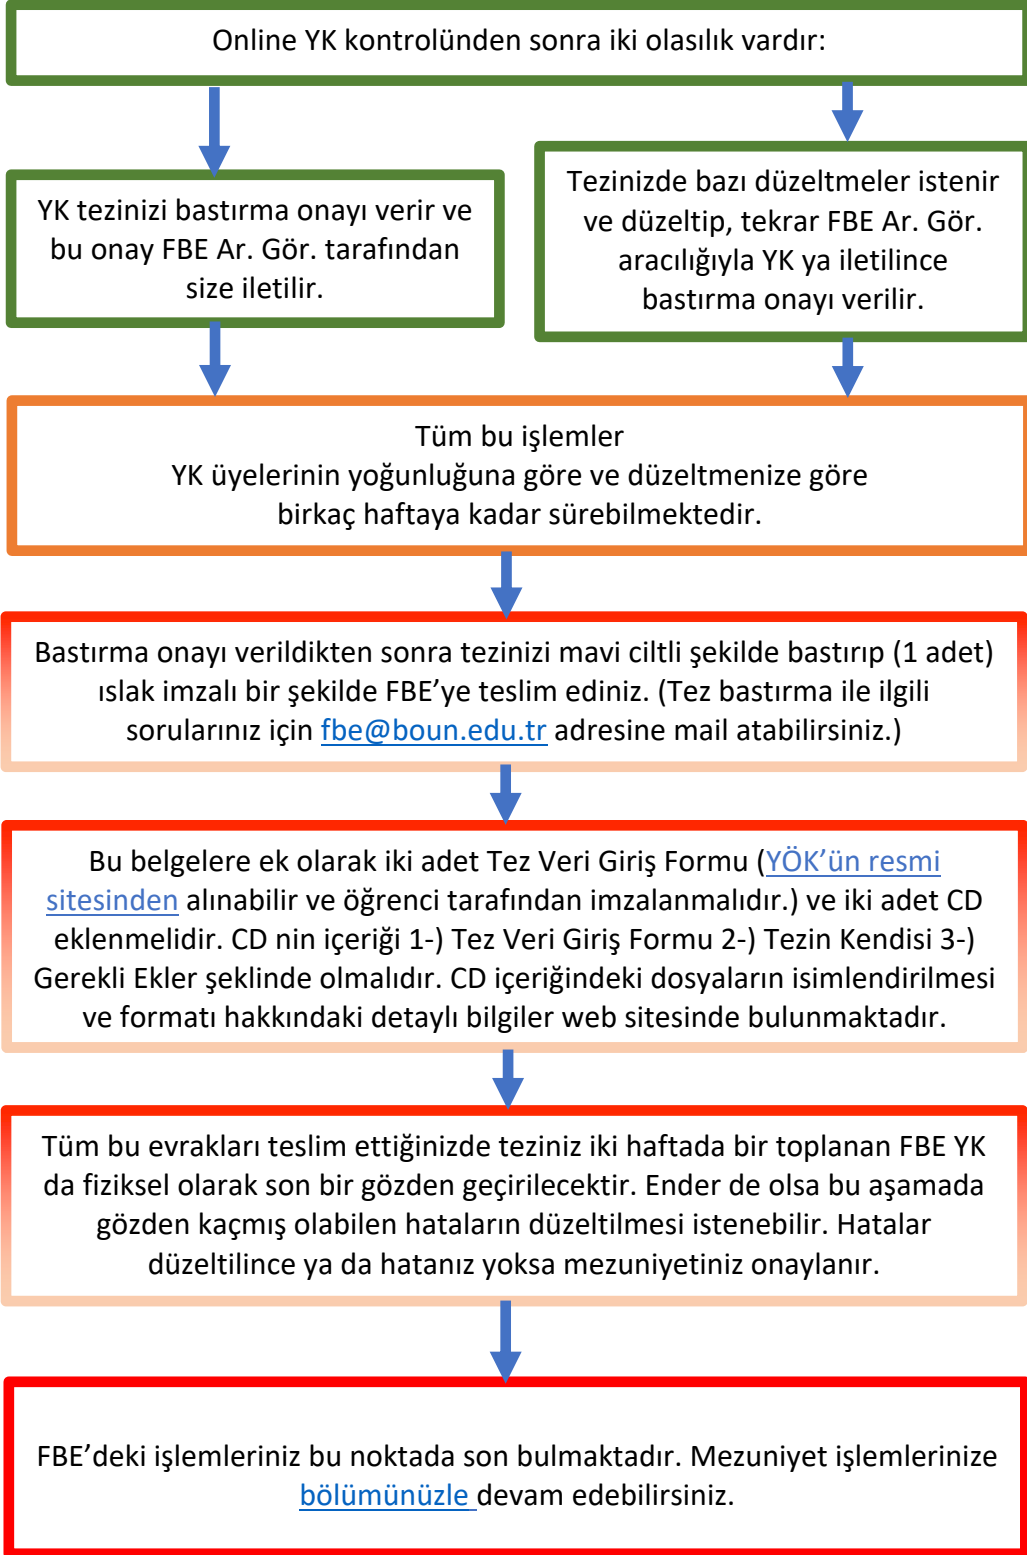 Online YK kontrolünden sonra iki olasılık vardır:
YK tezinizi bastırma onayı verir ve
bu onay FBE Ar. Gör. tarafından
size iletilir.
Tezinizde bazı düzeltmeler istenir
ve düzeltip, tekrar FBE Ar. Gör.
aracılığıyla YK ya iletilince
bastırma onayı verilir.
Tüm bu işlemler
YK üyelerinin yoğunluğuna göre ve düzeltmenize göre
birkaç haftaya kadar sürebilmektedir.
Bastırma onayı verildikten sonra tezinizi mavi ciltli şekilde bastırıp (1 adet)
ıslak imzalı bir şekilde FBE’ye teslim ediniz. (Tez bastırma ile ilgili
sorularınız için fbe@boun.edu.tr adresine mail atabilirsiniz.)
Bu belgelere ek olarak iki adet Tez Veri Giriş Formu (YÖK’ün resmi
sitesinden alınabilir ve öğrenci tarafından imzalanmalıdır.) ve iki adet CD
eklenmelidir. CD nin içeriği 1-) Tez Veri Giriş Formu 2-) Tezin Kendisi 3-)
Gerekli Ekler şeklinde olmalıdır. CD içeriğindeki dosyaların isimlendirilmesi
ve formatı hakkındaki detaylı bilgiler web sitesinde bulunmaktadır.
Tüm bu evrakları teslim ettiğinizde teziniz iki haftada bir toplanan FBE YK
da fiziksel olarak son bir gözden geçirilecektir. Ender de olsa bu aşamada
gözden kaçmış olabilen hataların düzeltilmesi istenebilir. Hatalar
düzeltilince ya da hatanız yoksa mezuniyetiniz onaylanır.
FBE’deki işlemleriniz bu noktada son bulmaktadır. Mezuniyet işlemlerinize
bölümünüzle devam edebilirsiniz.